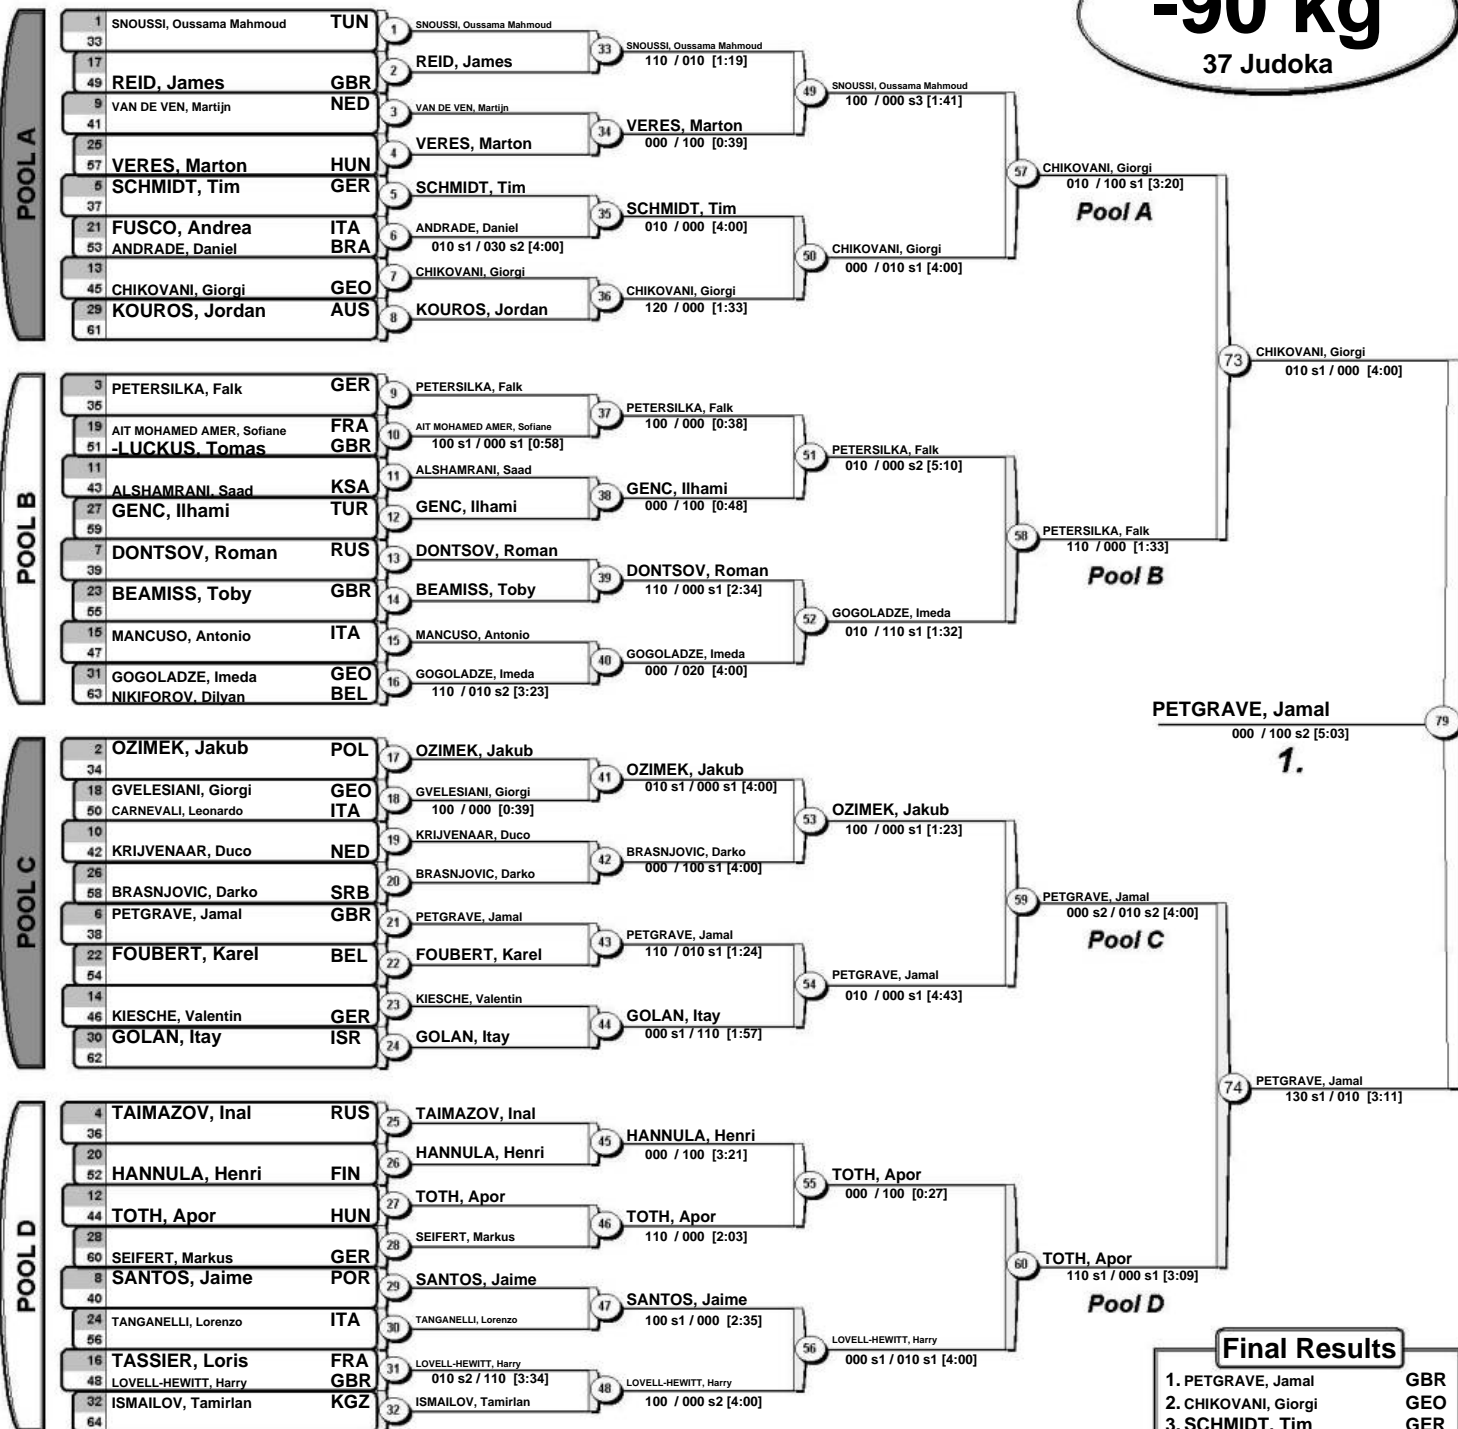 -90 kg
37 Judoka
POOL A
1 SNOUSSI, Oussama Mahmoud TUN
33
17
49 REID, James GBR
9 VAN DE VEN, Martijn NED
41
25
57 VERES, Marton HUN
5 SCHMIDT, Tim GER
37
21 FUSCO, Andrea ITA
53 ANDRADE, Daniel BRA
13
45 CHIKOVANI, Giorgi GEO
29 KOUROS, Jordan AUS
61
1 SNOUSSI, Oussama Mahmoud
2 REID, James
3 VAN DE VEN, Martijn
4 VERES, Marton
5 SCHMIDT, Tim
6 ANDRADE, Daniel
010 s1 / 030 s2 [4:00]
7 CHIKOVANI, Giorgi
8 KOUROS, Jordan
33 SNOUSSI, Oussama Mahmoud
110 / 010 [1:19]
34 VERES, Marton
000 / 100 [0:39]
35 SCHMIDT, Tim
010 / 000 [4:00]
36 CHIKOVANI, Giorgi
120 / 000 [1:33]
49 SNOUSSI, Oussama Mahmoud
100 / 000 s3 [1:41]
50 CHIKOVANI, Giorgi
000 / 010 s1 [4:00]
57 CHIKOVANI, Giorgi
010 / 100 s1 [3:20]
Pool A
POOL B
3 PETERSILKA, Falk GER
35
19 AIT MOHAMED AMER, Sofiane FRA
51 -LUCKUS, Tomas GBR
11
43 ALSHAMRANI, Saad KSA
27 GENC, Ilhami TUR
59
7 DONTSOV, Roman RUS
39
23 BEAMISS, Toby GBR
55
15 MANCUSO, Antonio ITA
47
31 GOGOLADZE, Imeda GEO
63 NIKIFOROV, Dilyan BEL
9 PETERSILKA, Falk
10 AIT MOHAMED AMER, Sofiane
100 s1 / 000 s1 [0:58]
11 ALSHAMRANI, Saad
12 GENC, Ilhami
13 DONTSOV, Roman
14 BEAMISS, Toby
15 MANCUSO, Antonio
16 GOGOLADZE, Imeda
110 / 010 s2 [3:23]
37 PETERSILKA, Falk
100 / 000 [0:38]
38 GENC, Ilhami
000 / 100 [0:48]
39 DONTSOV, Roman
110 / 000 s1 [2:34]
40 GOGOLADZE, Imeda
000 / 020 [4:00]
51 PETERSILKA, Falk
010 / 000 s2 [5:10]
52 GOGOLADZE, Imeda
010 / 110 s1 [1:32]
58 PETERSILKA, Falk
110 / 000 [1:33]
Pool B
73 CHIKOVANI, Giorgi
010 s1 / 000 [4:00]
PETGRAVE, Jamal 79
000 / 100 s2 [5:03]
1.
POOL C
2 OZIMEK, Jakub POL
34
18 GVELESIANI, Giorgi GEO
50 CARNEVALI, Leonardo ITA
10
42 KRIJVENAAR, Duco NED
26
58 BRASNJOVIC, Darko SRB
6 PETGRAVE, Jamal GBR
38
22 FOUBERT, Karel BEL
54
14
46 KIESCHE, Valentin GER
30 GOLAN, Itay ISR
62
17 OZIMEK, Jakub
18 GVELESIANI, Giorgi
100 / 000 [0:39]
19 KRIJVENAAR, Duco
20 BRASNJOVIC, Darko
21 PETGRAVE, Jamal
22 FOUBERT, Karel
23 KIESCHE, Valentin
24 GOLAN, Itay
41 OZIMEK, Jakub
010 s1 / 000 s1 [4:00]
42 BRASNJOVIC, Darko
000 / 100 s1 [4:00]
43 PETGRAVE, Jamal
110 / 010 s1 [1:24]
44 GOLAN, Itay
000 s1 / 110 [1:57]
53 OZIMEK, Jakub
100 / 000 s1 [1:23]
54 PETGRAVE, Jamal
010 / 000 s1 [4:43]
59 PETGRAVE, Jamal
000 s2 / 010 s2 [4:00]
Pool C
POOL D
4 TAIMAZOV, Inal RUS
36
20
52 HANNULA, Henri FIN
12
44 TOTH, Apor HUN
28
60 SEIFERT, Markus GER
8 SANTOS, Jaime POR
40
24 TANGANELLI, Lorenzo ITA
56
16 TASSIER, Loris FRA
48 LOVELL-HEWITT, Harry GBR
32 ISMAILOV, Tamirlan KGZ
64
25 TAIMAZOV, Inal
26 HANNULA, Henri
27 TOTH, Apor
28 SEIFERT, Markus
29 SANTOS, Jaime
30 TANGANELLI, Lorenzo
31 LOVELL-HEWITT, Harry
010 s2 / 110 [3:34]
32 ISMAILOV, Tamirlan
45 HANNULA, Henri
000 / 100 [3:21]
46 TOTH, Apor
110 / 000 [2:03]
47 SANTOS, Jaime
100 s1 / 000 [2:35]
48 LOVELL-HEWITT, Harry
100 / 000 s2 [4:00]
55 TOTH, Apor
000 / 100 [0:27]
56 LOVELL-HEWITT, Harry
000 s1 / 010 s1 [4:00]
60 TOTH, Apor
110 s1 / 000 s1 [3:09]
Pool D
74 PETGRAVE, Jamal
130 s1 / 010 [3:11]
Final Results
1. PETGRAVE, Jamal GBR
2. CHIKOVANI, Giorgi GEO
3. SCHMIDT, Tim GER